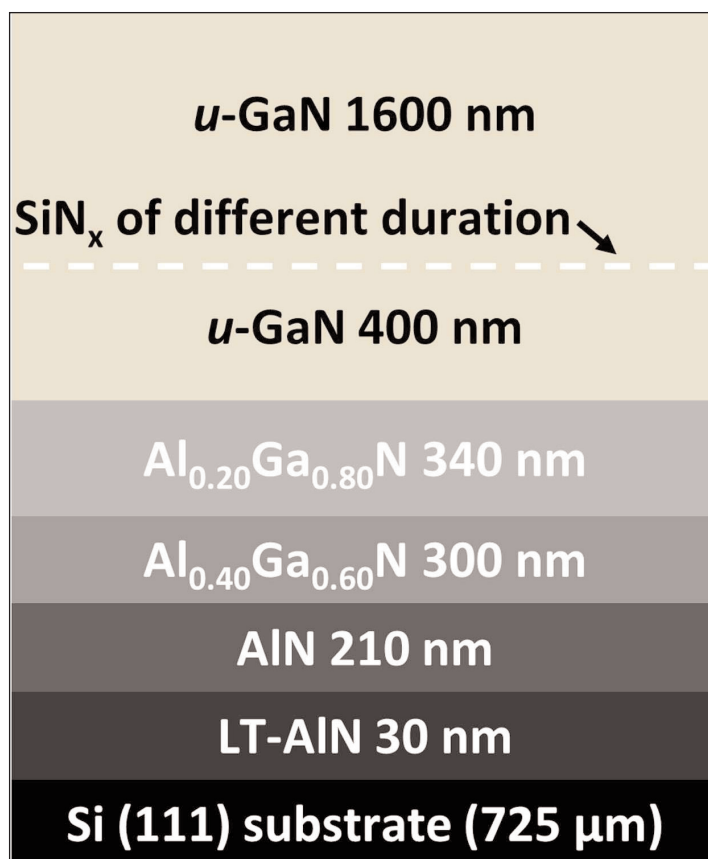 u-GaN 1600 nm
SiNₓ of different duration
u-GaN 400 nm
Al₀.₂₀Ga₀.₈₀N 340 nm
Al₀.₄₀Ga₀.₆₀N 300 nm
AlN 210 nm
LT-AlN 30 nm
Si (111) substrate (725 μm)